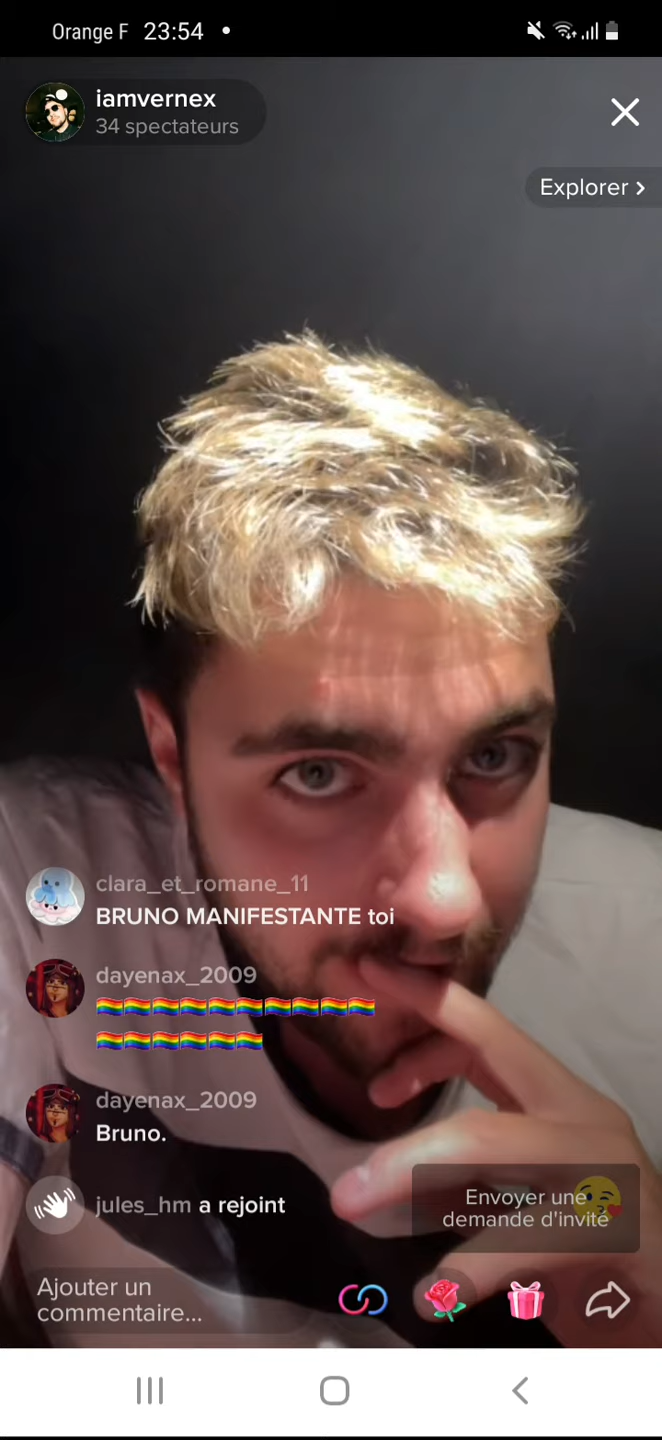 Orange F 23:54
iamvernex
34 spectateurs
Explorer
clara_et_romane_11
BRUNO MANIFESTANTE toi
dayenax_2009
🏳️‍🌈🏳️‍🌈🏳️‍🌈🏳️‍🌈🏳️‍🌈🏳️‍🌈🏳️‍🌈🏳️‍🌈🏳️‍🌈🏳️‍🌈
🏳️‍🌈🏳️‍🌈🏳️‍🌈🏳️‍🌈🏳️‍🌈🏳️‍🌈
dayenax_2009
Bruno.
jules_hm a rejoint
Envoyer une
demande d'invité
Ajouter un
commentaire...